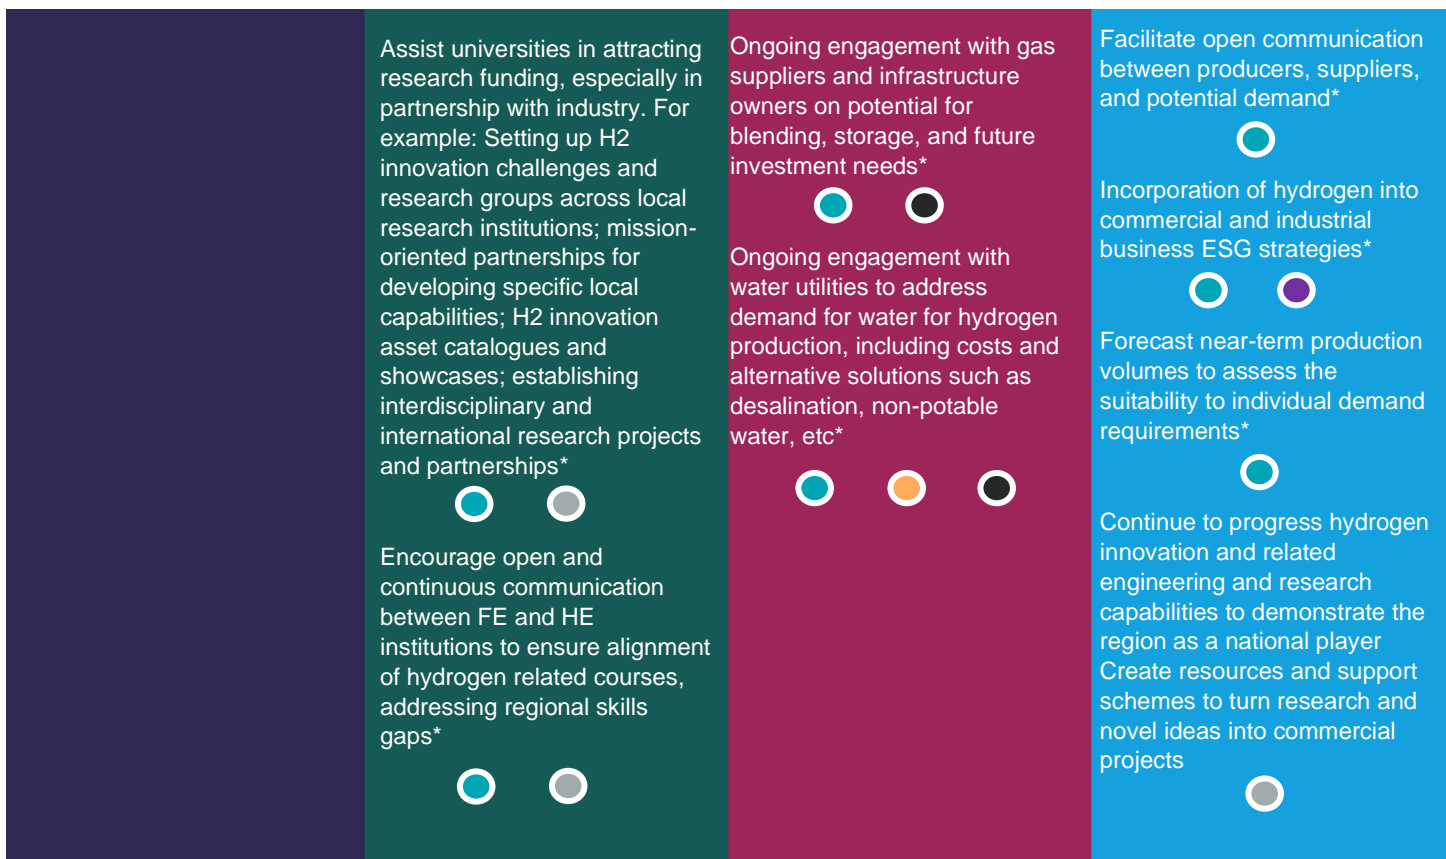 Assist universities in attracting
research funding, especially in
partnership with industry. For
example: Setting up H2
innovation challenges and
research groups across local
research institutions; mission-
oriented partnerships for
developing specific local
capabilities; H2 innovation
asset catalogues and
showcases; establishing
interdisciplinary and
international research projects
and partnerships*
Encourage open and
continuous communication
between FE and HE
institutions to ensure alignment
of hydrogen related courses,
addressing regional skills
gaps*
Ongoing engagement with gas
suppliers and infrastructure
owners on potential for
blending, storage, and future
investment needs*
Ongoing engagement with
water utilities to address
demand for water for hydrogen
production, including costs and
alternative solutions such as
desalination, non-potable
water, etc*
Facilitate open communication
between producers, suppliers,
and potential demand*
Incorporation of hydrogen into
commercial and industrial
business ESG strategies*
Forecast near-term production
volumes to assess the
suitability to individual demand
requirements*
Continue to progress hydrogen
innovation and related
engineering and research
capabilities to demonstrate the
region as a national player
Create resources and support
schemes to turn research and
novel ideas into commercial
projects